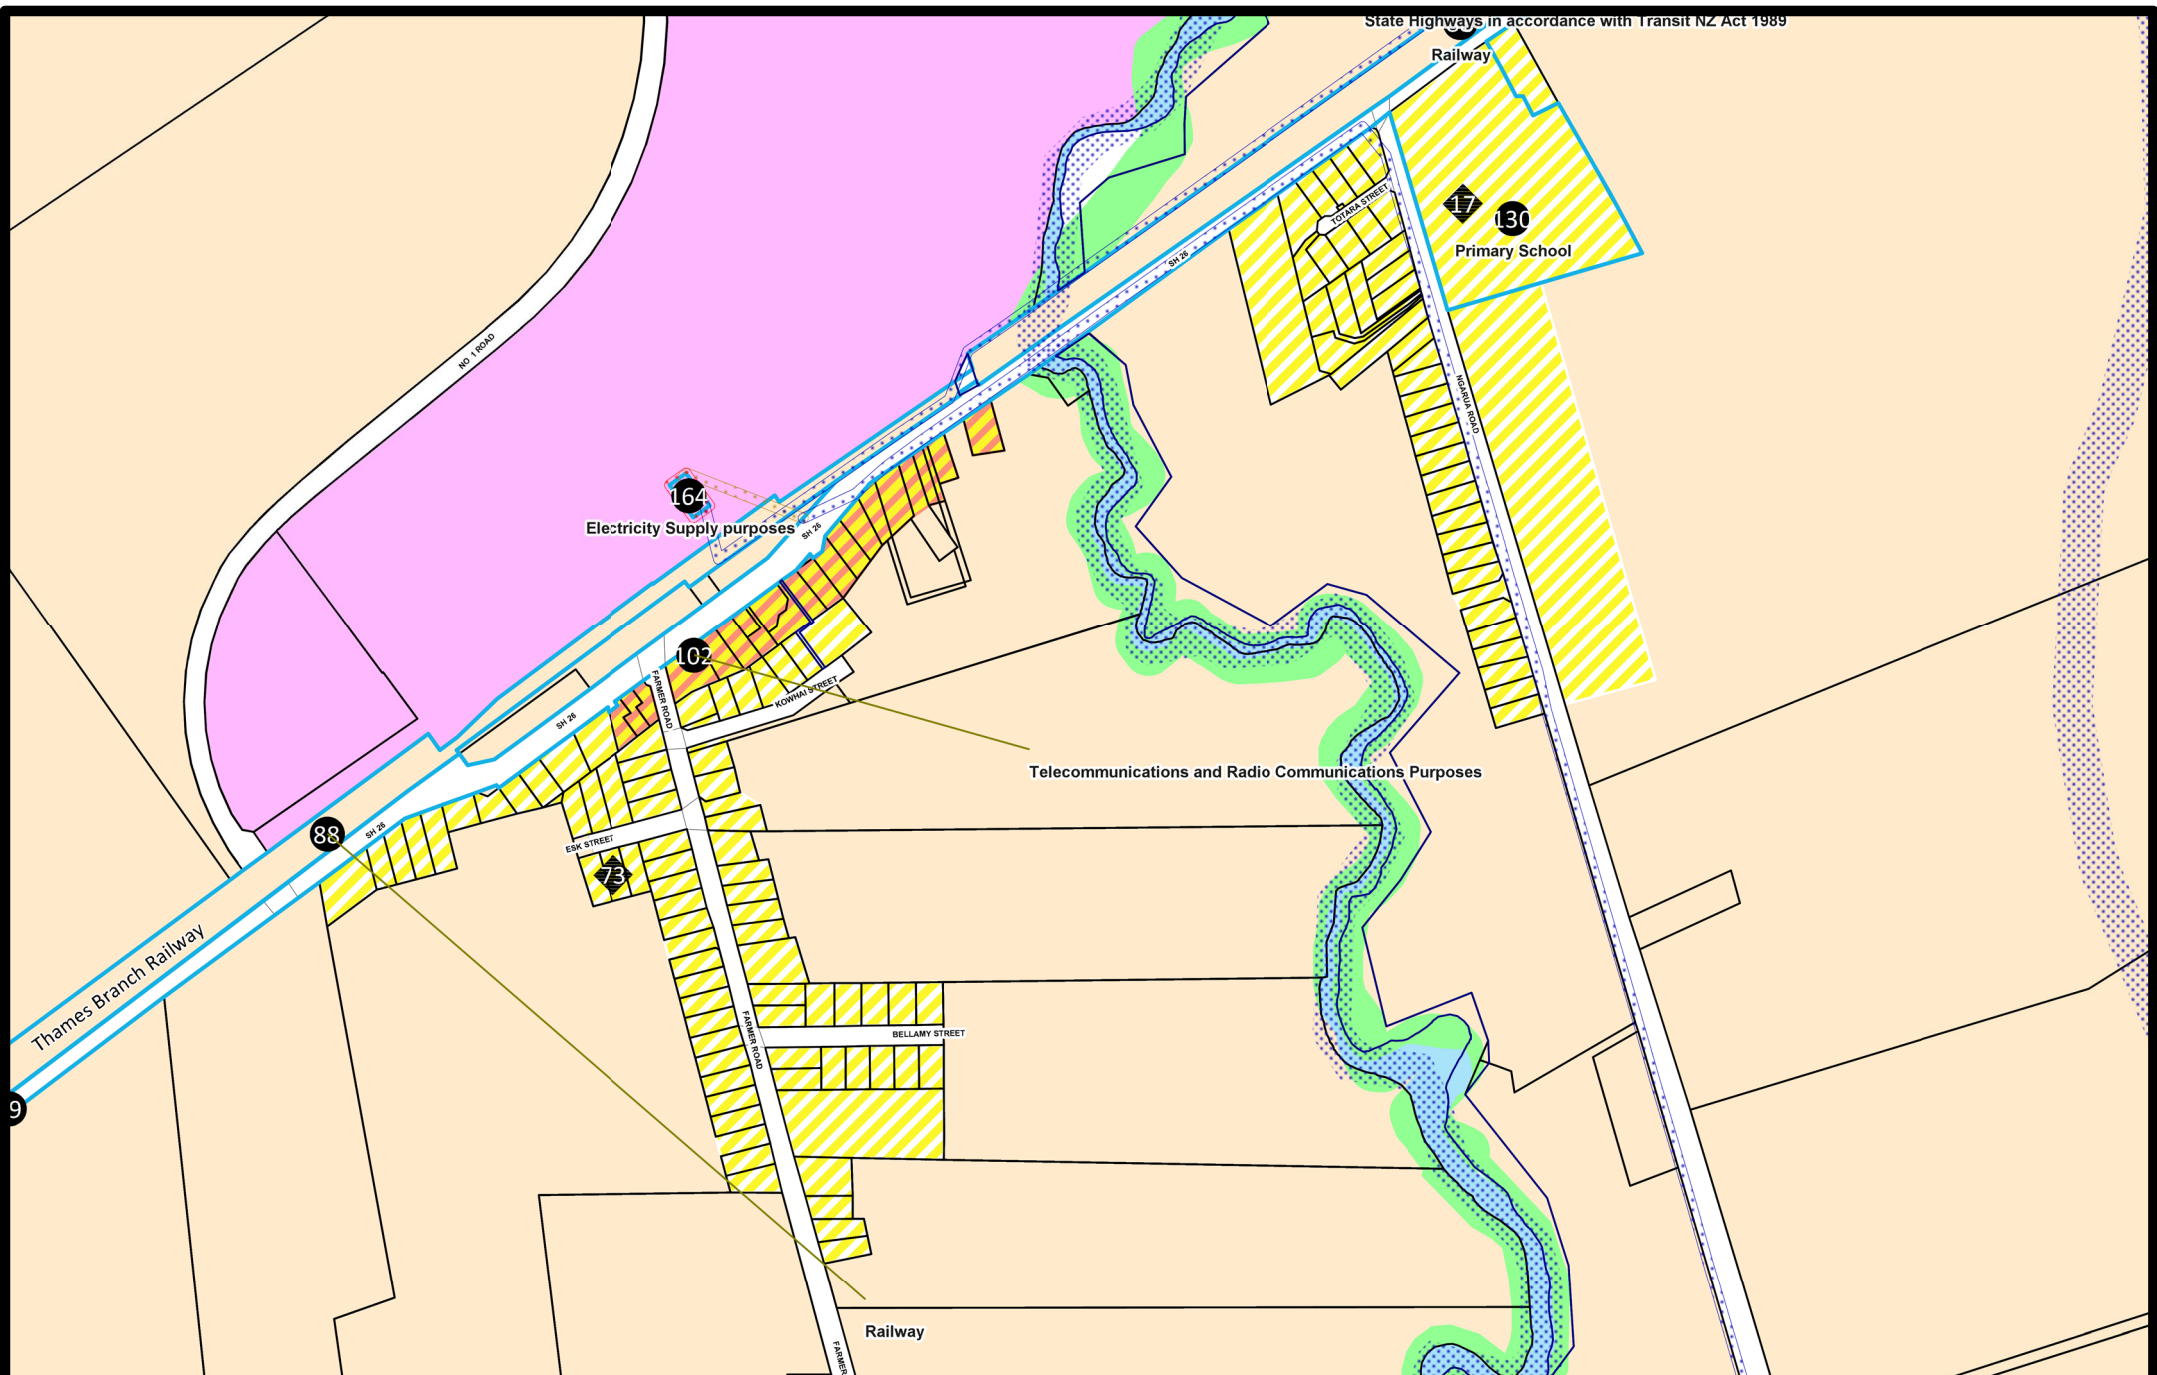 State Highways in accordance with Transit NZ Act 1989
Railway
17
130
Primary School
TOTARA STREET
SH 26
NO 1 ROAD
NGARUA ROAD
164
Electricity Supply purposes
SH 26
102
FARMER ROAD
KOWHAI STREET
SH 26
Telecommunications and Radio Communications Purposes
88
SH 26
ESK STREET
73
Thames Branch Railway
FARMER ROAD
BELLAMY STREET
9
Railway
FARMER